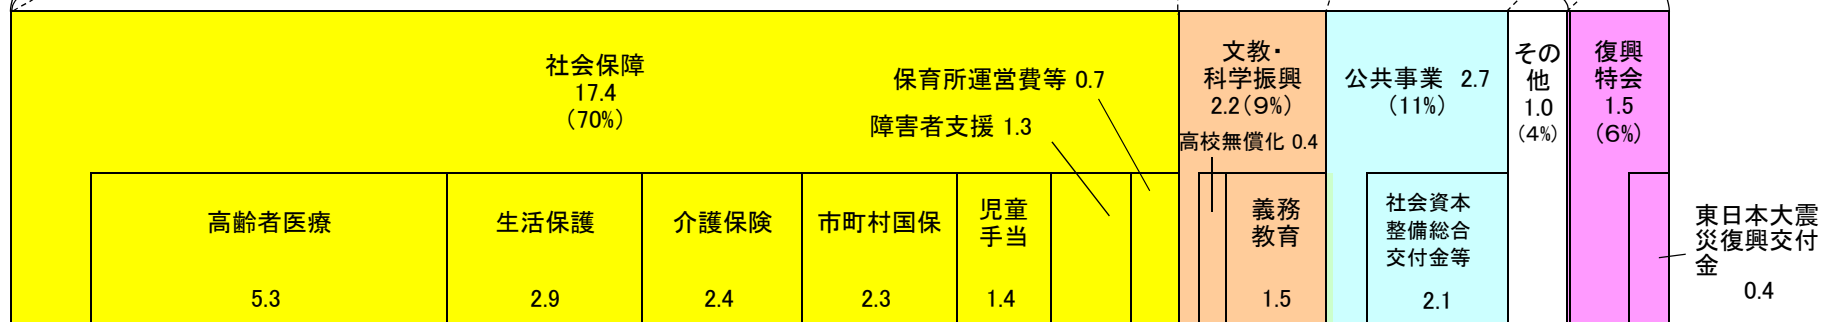 社会保障
17.4
(70%)
保育所運営費等 0.7
障害者支援 1.3
高齢者医療
5.3
生活保護
2.9
介護保険
2.4
市町村国保
2.3
児童
手当
1.4
文教・
科学振興
2.2(9%)
高校無償化 0.4
義務
教育
1.5
公共事業 2.7
(11%)
社会資本
整備総合
交付金等
2.1
その
他
1.0
(4%)
復興
特会
1.5
(6%)
東日本大震
災復興交付
金
0.4